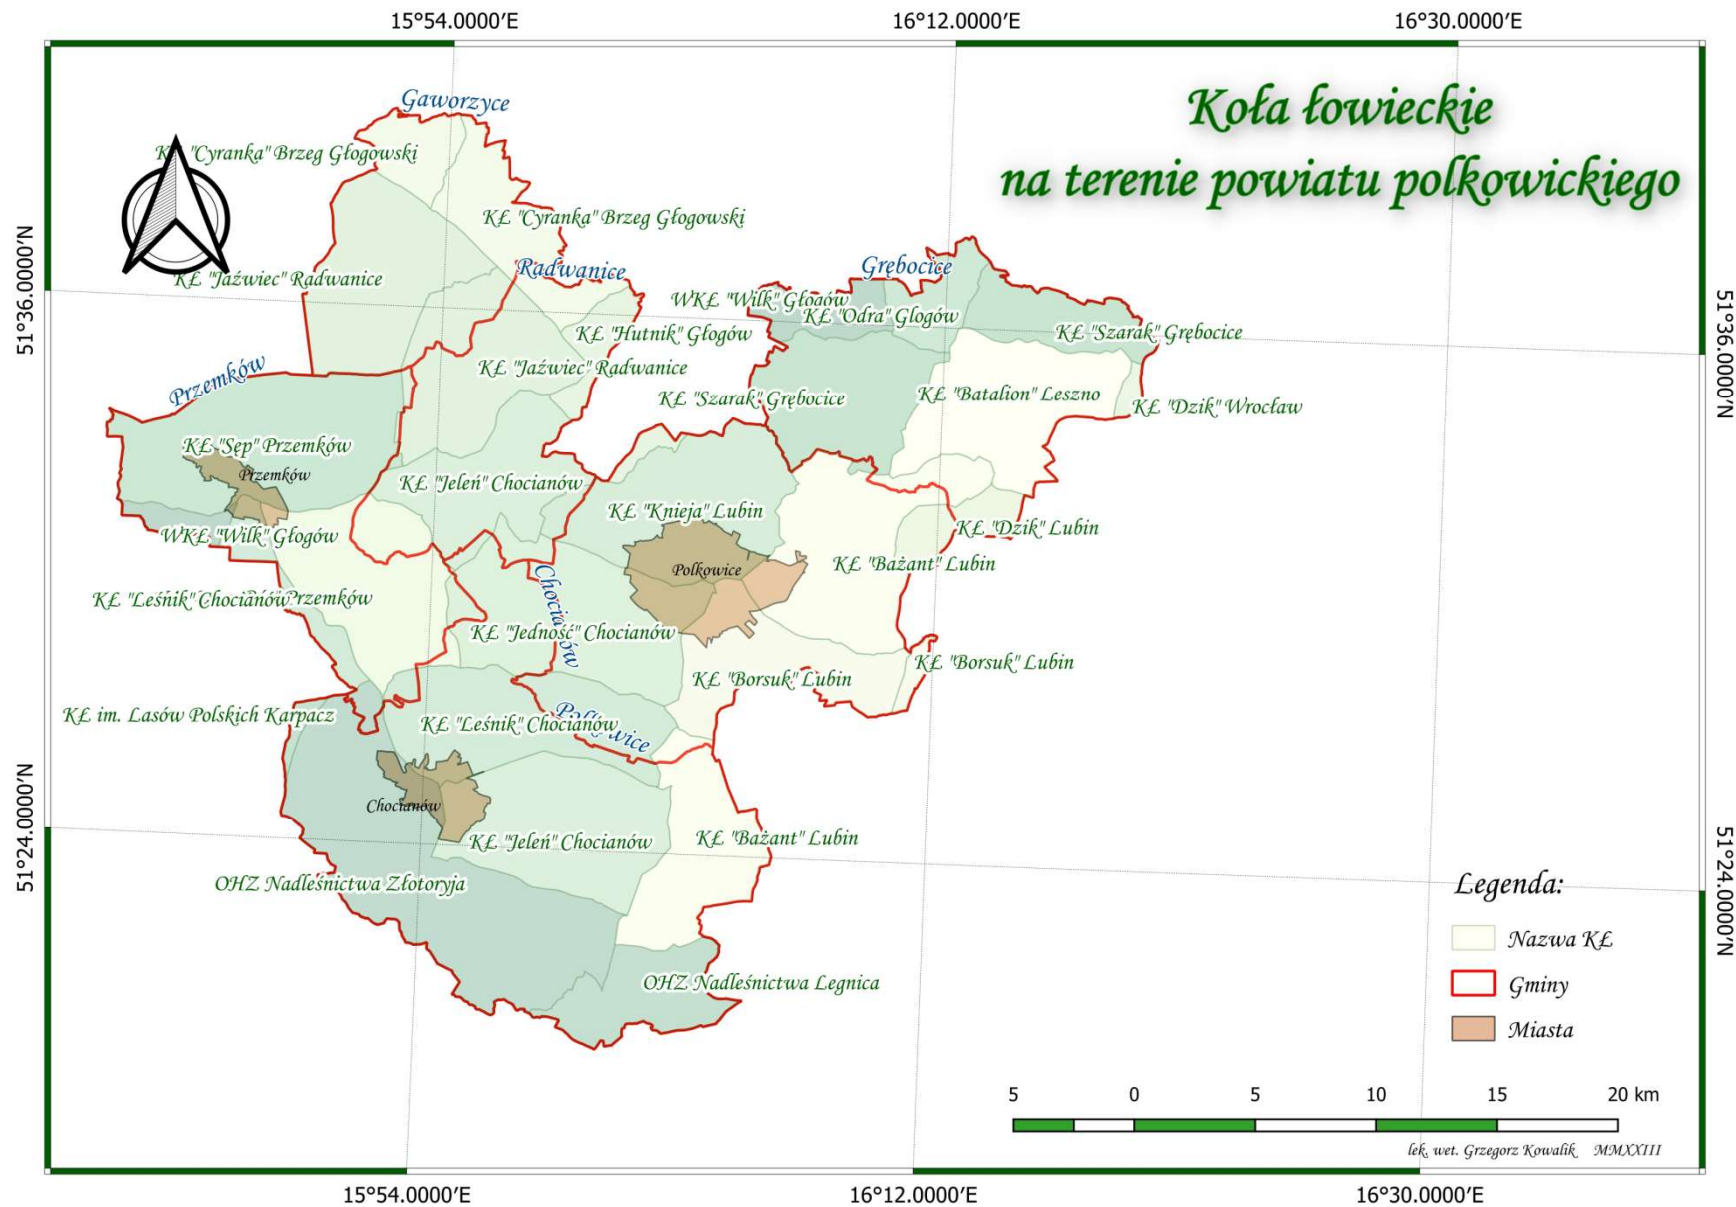 15°54.0000′E 16°12.0000′E 16°30.0000′E
Koła łowieckie
na terenie powiatu polkowickiego
Gaworzyce
"Cyranka" Brzeg Głogowski
KŁ "Cyranka" Brzeg Głogowski
51°36.0000′N
Radwanice
Grębocice
KŁ "Jaźwiec" Radwanice
WKŁ "Wilk" Głogów
KŁ "Odra" Glogów
51°36.0000′N
KŁ "Hutnik" Głogów
KŁ "Szarak" Grębocice
KŁ "Jaźwiec" Radwanice
Przemków
KŁ "Szarak" Grębocice
KŁ "Batalion" Leszno
KŁ "Dzik" Wrocław
KŁ "Sęp" Przemków
Przemków
KŁ "Jeleń" Chocianów
KŁ "Knieja" Lubin
KŁ "Dzik" Lubin
WKŁ "Wilk" Głogów
Polkowice
KŁ "Bażant" Lubin
KŁ "Leśnik" Chocianów
Przemków
Chocianów
KŁ "Jedność" Chocianów
KŁ "Borsuk" Lubin
KŁ "Borsuk" Lubin
KŁ im. Lasów Polskich Karpacz
KŁ "Leśnik" Chocianów
Polkowice
51°24.0000′N
Chocianów
KŁ "Jeleń" Chocianów
KŁ "Bażant" Lubin
51°24.0000′N
OHZ Nadleśnictwa Złotoryja
OHZ Nadleśnictwa Legnica
Legenda:
Nazwa KŁ
Gminy
Miasta
5 0 5 10 15 20 km
lek. wet. Grzegorz Kowalik MMXXIII
15°54.0000′E 16°12.0000′E 16°30.0000′E